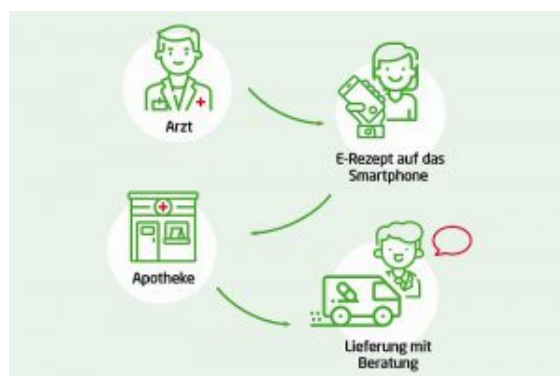 Arzt
E-Rezept auf das
Smartphone
Apotheke
Lieferung mit
Beratung